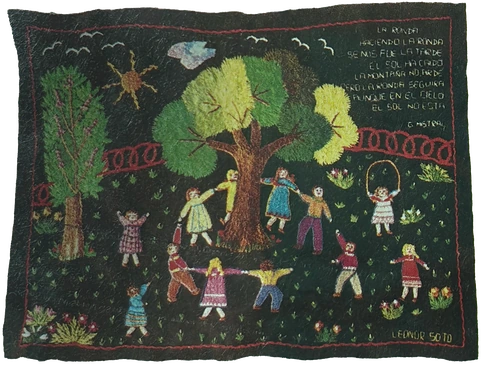 LA RONDA
HACIENDO LA RONDA
SE NOS FUE LA TARDE
EL SOL HA CAIDO
LA MONTAÑA NO ARDE
PERO LA RONDA SEGUIRA
AUNQUE EN EL CIELO
EL SOL NO ESTA
G. MISTRAL
LEONOR SOTO